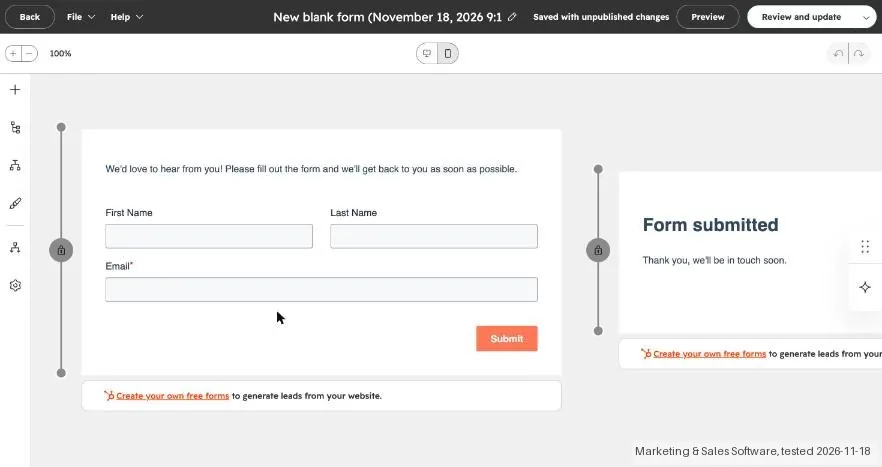 Back File Help New blank form (November 18, 2026 9:1 Saved with unpublished changes Preview Review and update
100%
We'd love to hear from you! Please fill out the form and we'll get back to you as soon as possible.
First Name Last Name
Email*
Submit
Create your own free forms to generate leads from your website.
Form submitted
Thank you, we'll be in touch soon.
Create your own free forms to generate leads from your
Marketing & Sales Software, tested 2026-11-18